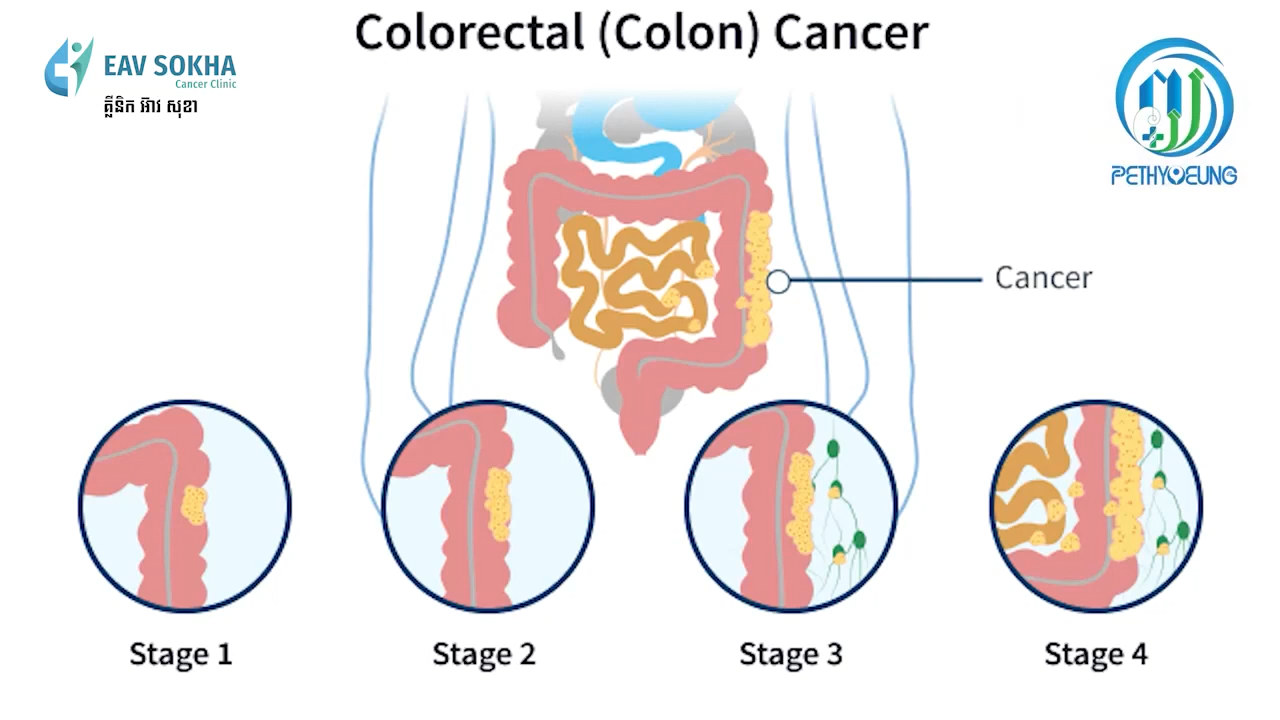 Colorectal (Colon) Cancer
EAV SOKHA
Cancer Clinic
គ្លីនិក អ៊ាវ សុខា
PETHYOEUNG
Cancer
Stage 1
Stage 2
Stage 3
Stage 4